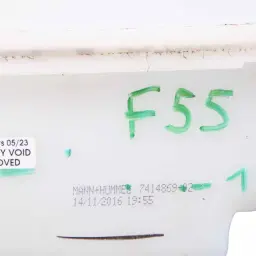 F55
s 05/23
Y VOID
OVED
MANN+HUMMEL 7414869-02
14/11/2016 19:55
- 1